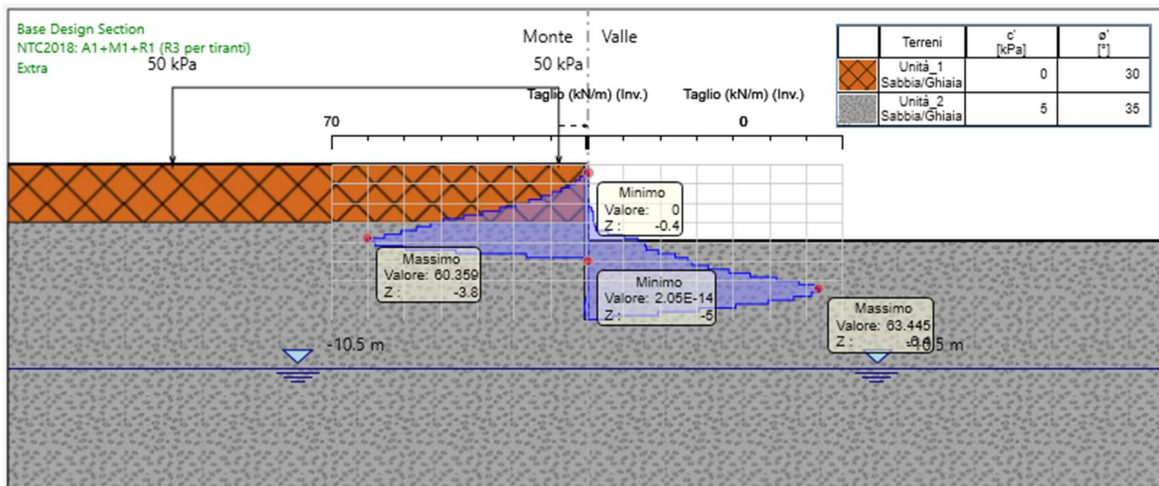 Base Design Section
NTC2018: A1+M1+R1 (R3 per tiranti)
Extra
Monte
Valle
50 kPa
50 kPa
Taglio (kN/m) (Inv.)
Taglio (kN/m) (Inv.)
70
0
Terreni c' [kPa] ø' [°]
Unità_1 Sabbia/Ghiaia 0 30
Unità_2 Sabbia/Ghiaia 5 35
Minimo
Valore: 0
Z : -0.4
Massimo
Valore: 60.359
Z : -3.8
Minimo
Valore: 2.05E-14
Z : -5
Massimo
Valore: 63.445
Z :
-10.5 m